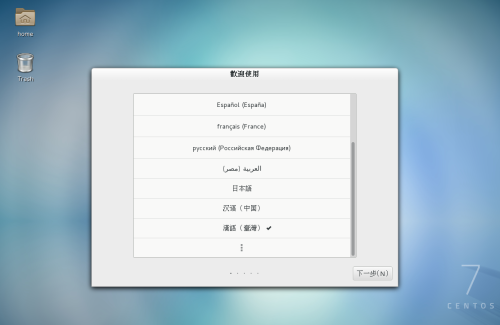 home
Trash
歡迎使用
Español (España)
français (France)
русский (Российская Федерация)
العربية (مصر)
日本語
汉语（中国）
漢語（臺灣）
下一步(N)
7
CENTOS